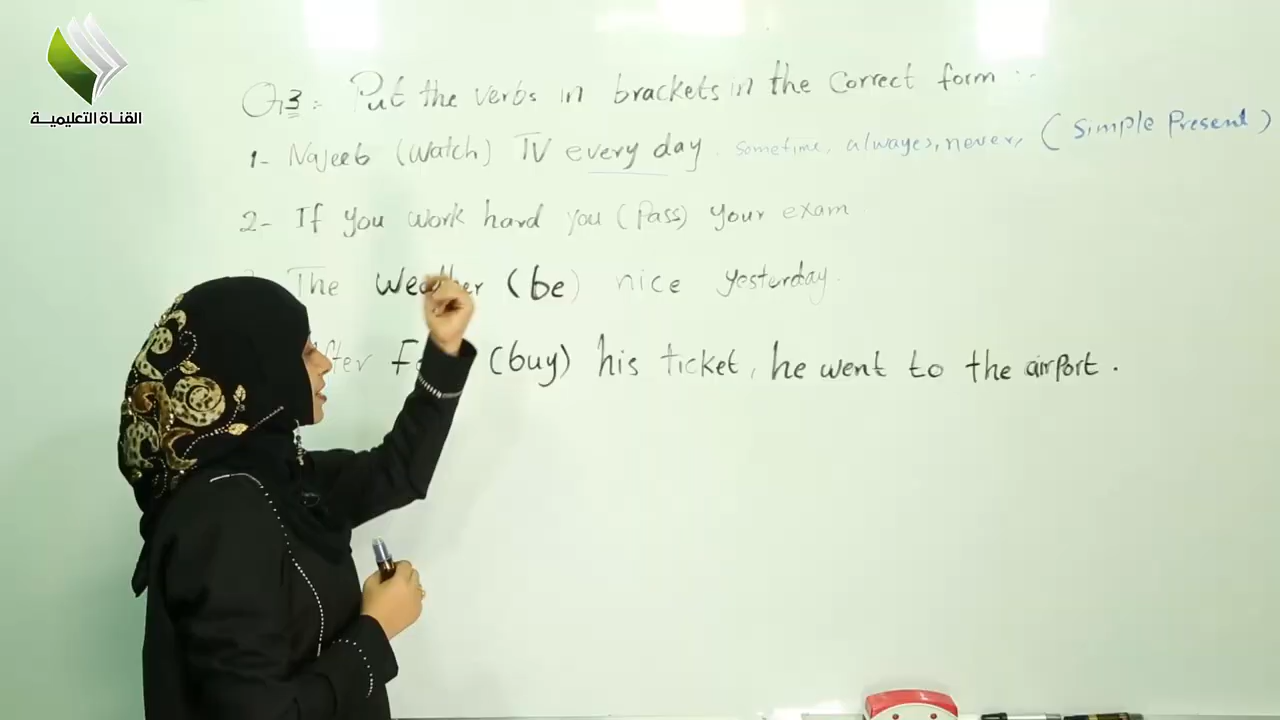 القناة التعليمية
Q3:- Put the verbs in brackets in the correct form :-
1- Najeeb (watch) TV every day. sometime, alwayes, never, (Simple Present)
2- If you work hard you (Pass) your exam.
The Weather (be) nice yesterday.
(buy) his ticket, he went to the airport.